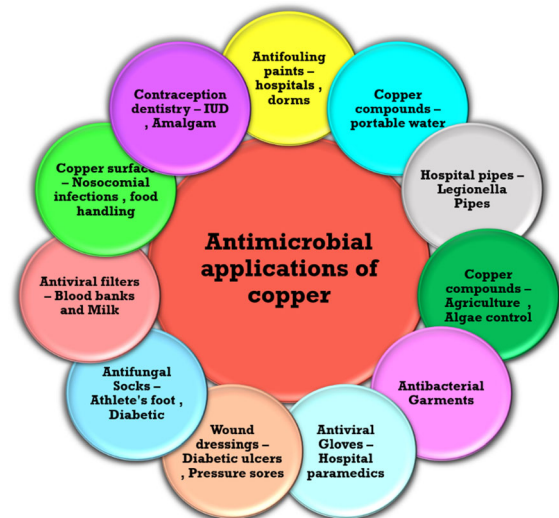 Antifouling
paints –
hospitals ,
dorms
Copper
compounds –
portable water
Hospital pipes –
Legionella
Pipes
Copper
compounds –
Agriculture ,
Algae control
Antibacterial
Garments
Antiviral
Gloves –
Hospital
paramedics
Wound
dressings –
Diabetic ulcers
, Pressure sores
Antifungal
Socks –
Athlete's foot ,
Diabetic
Antiviral filters
– Blood banks
and Milk
Copper surface
– Nosocomial
infections , food
handling
Contraception
dentistry – IUD
, Amalgam
Antimicrobial
applications of
copper